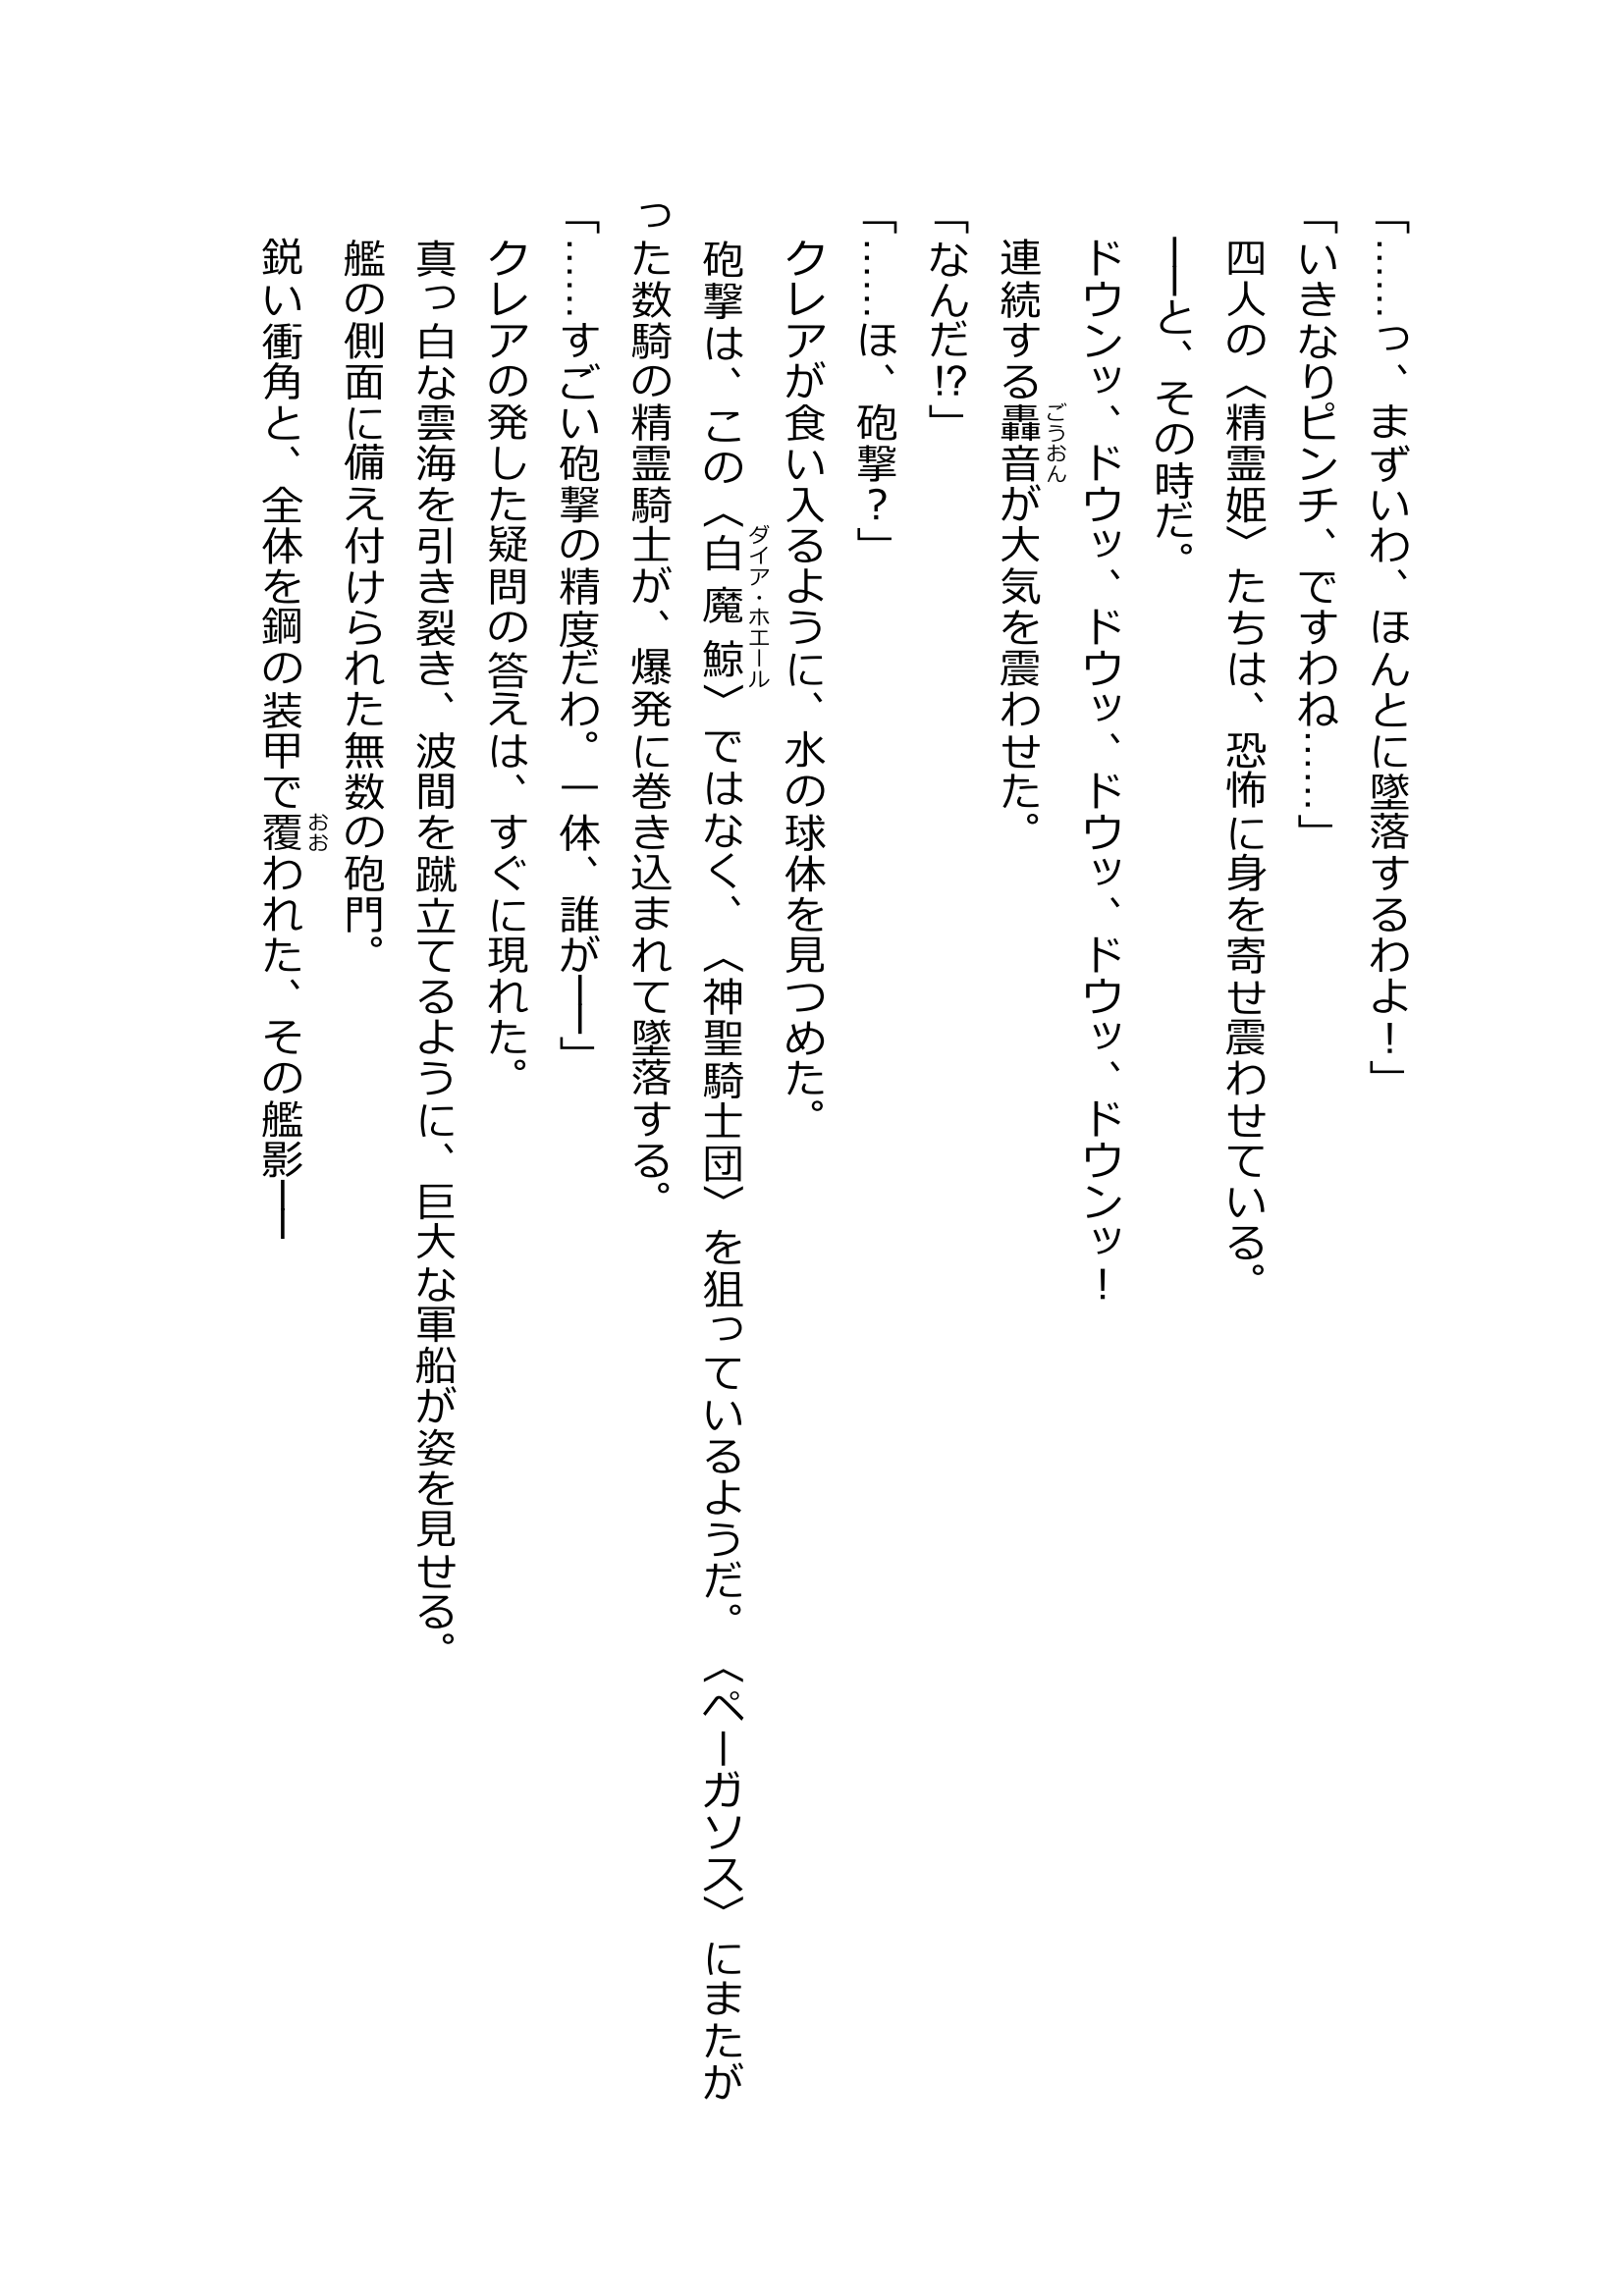 「……っ、まずいわ、ほんとに墜落するわよ！」
「いきなりピンチ、ですわね……」
四人の〈精霊姫〉たちは、恐怖に身を寄せ震わせている。
──と、その時だ。
ドウンッ、ドウッ、ドウッ、ドウッ、ドウッ、ドウンッ！
連続する轟音が大気を震わせた。
ごうおん
「なんだ!?」
「……ほ、砲撃？」
クレアが食い入るように、水の球体を見つめた。
砲撃は、この〈白魔鯨〉ではなく、〈神聖騎士団〉を狙っているようだ。〈ペーガソス〉にまたが
ダイア・ホエール
った数騎の精霊騎士が、爆発に巻き込まれて墜落する。
「……すごい砲撃の精度だわ。一体、誰が──」
クレアの発した疑問の答えは、すぐに現れた。
真っ白な雲海を引き裂き、波間を蹴立てるように、巨大な軍船が姿を見せる。
艦の側面に備え付けられた無数の砲門。
鋭い衝角と、全体を鋼の装甲で覆われた、その艦影──
おお